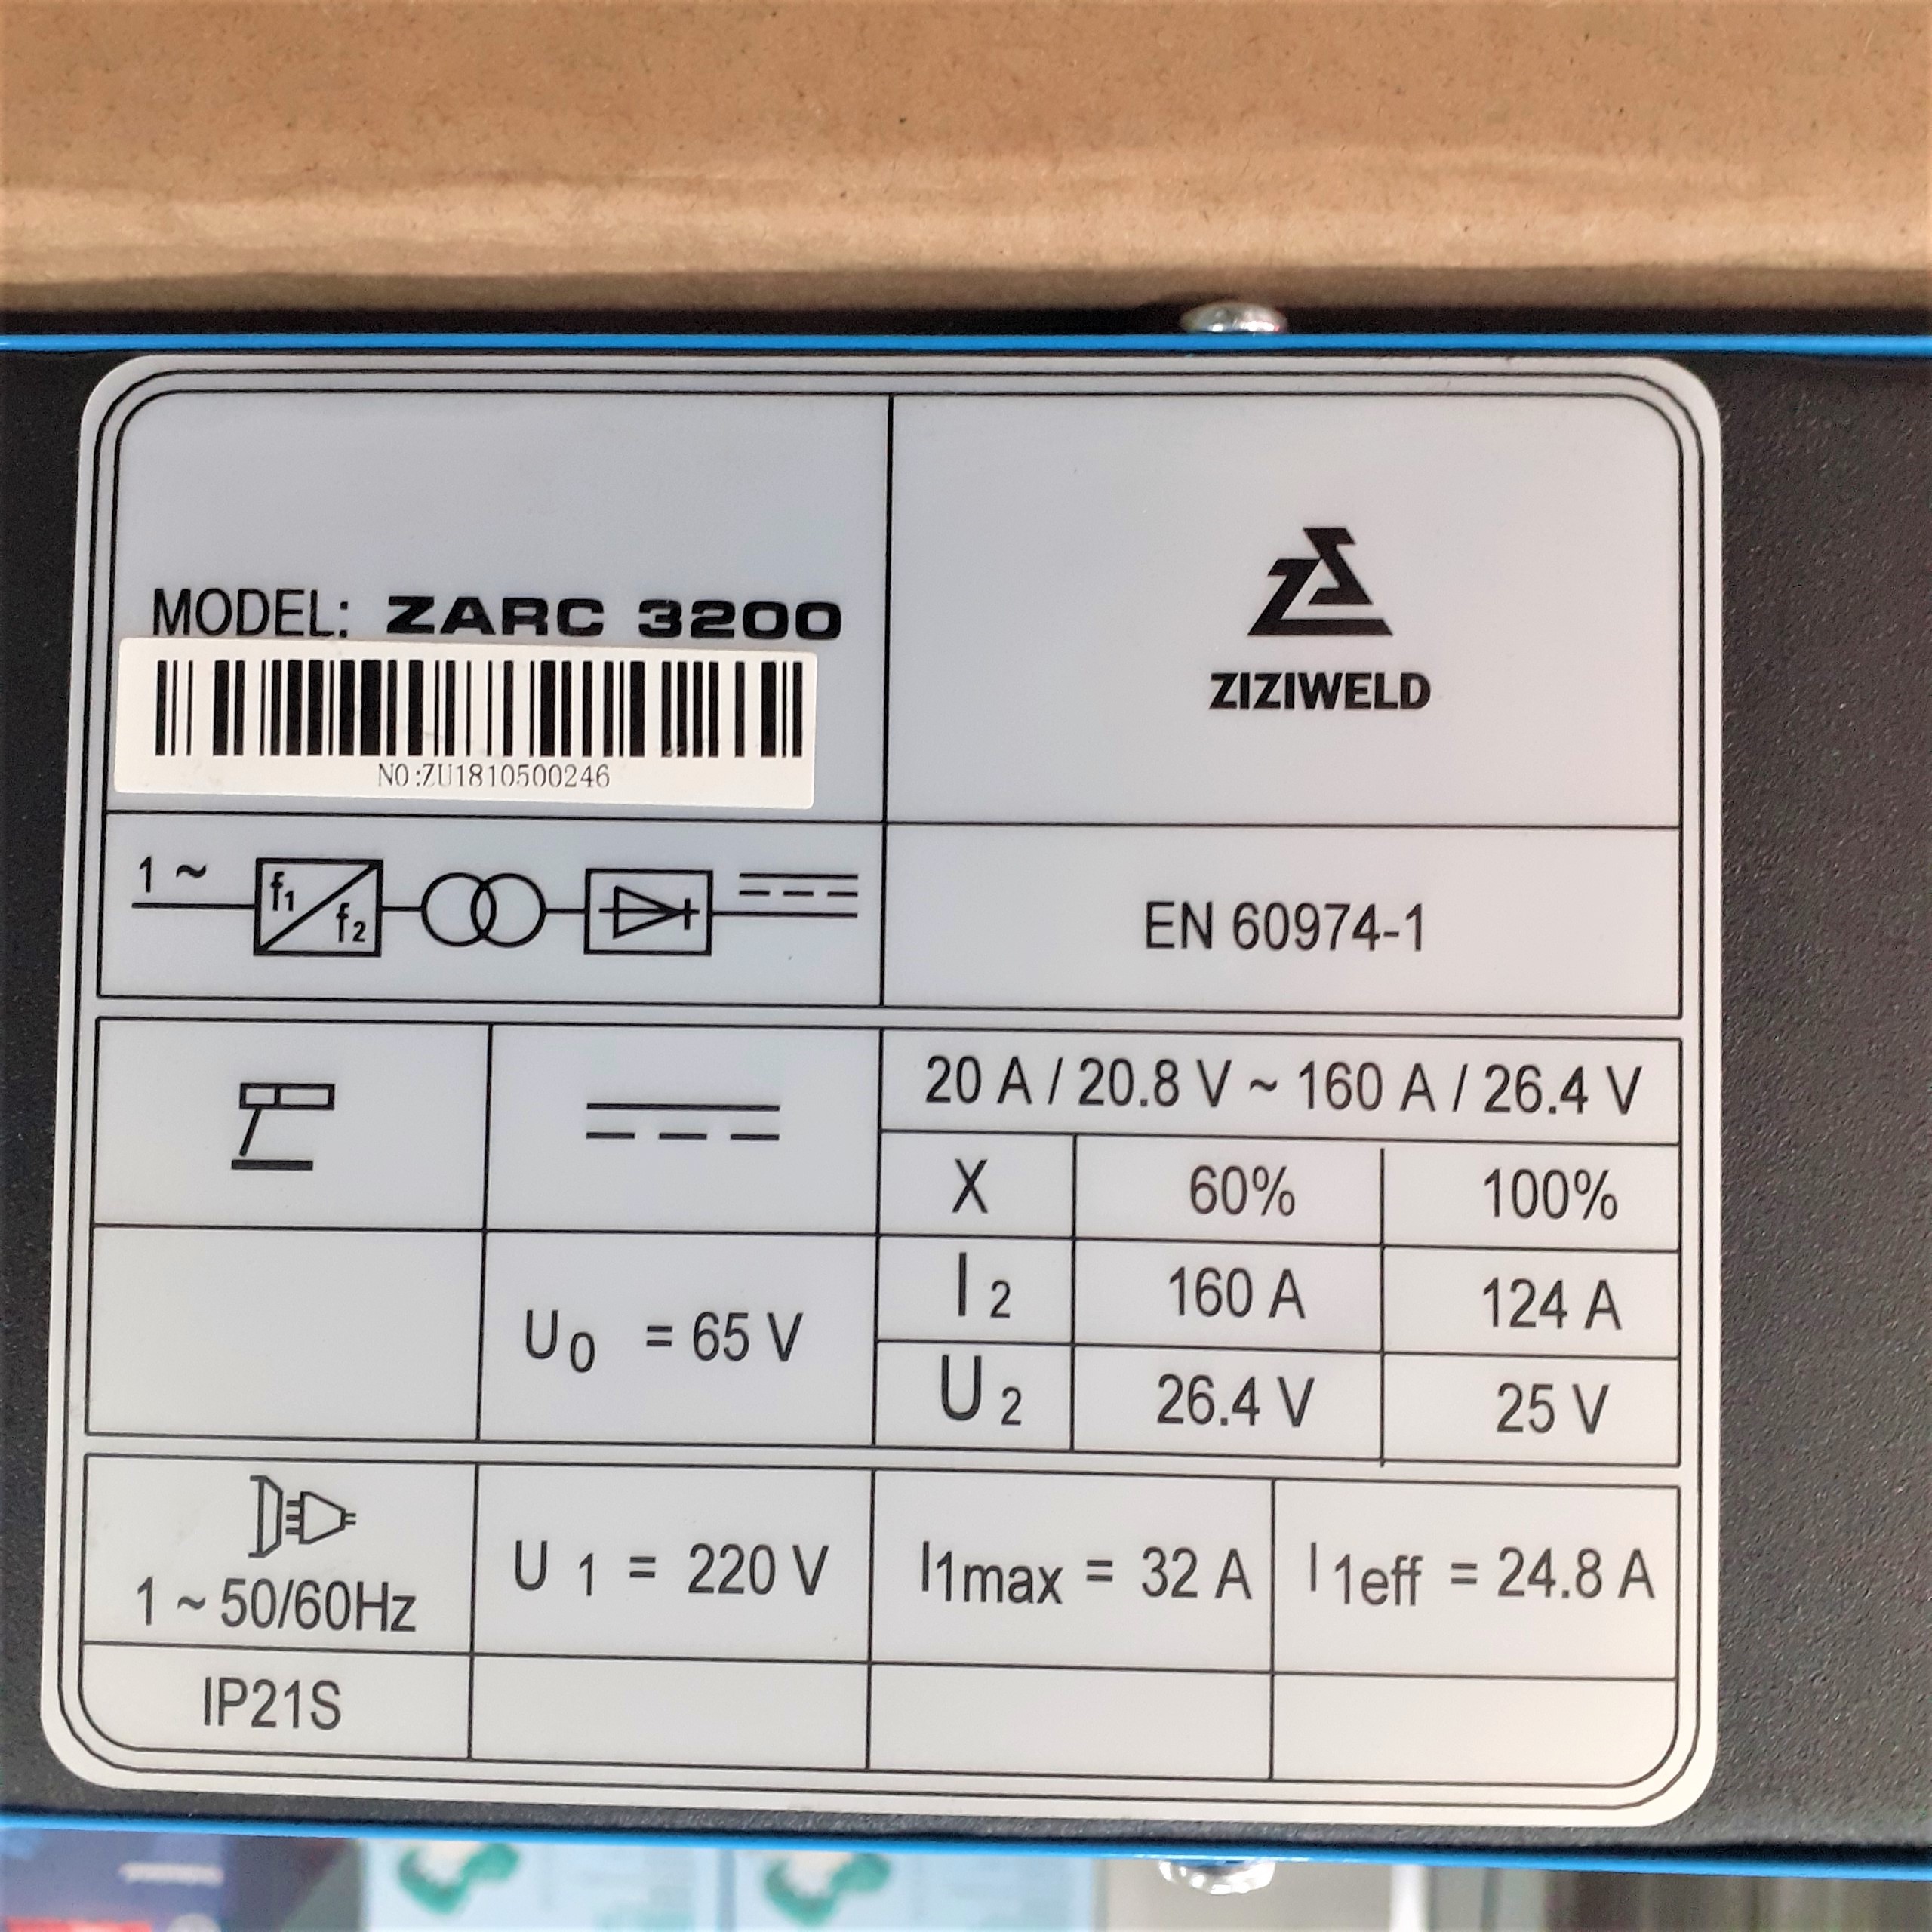 MODEL: ZARC 3200
NO:ZU1810500246
ZIZIWELD
1 ~
f1
f2
EN 60974-1
20 A / 20.8 V ~ 160 A / 26.4 V
X 60% 100%
I 2 160 A 124 A
U0 = 65 V
U 2 26.4 V 25 V
1 ~ 50/60Hz
U 1 = 220 V
I1max = 32 A
I 1eff = 24.8 A
IP21S